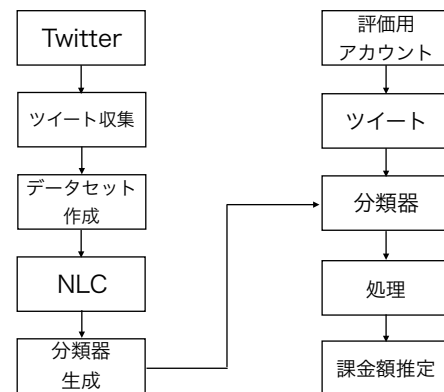 Twitter
ツイート収集
データセット
作成
NLC
分類器
生成
評価用
アカウント
ツイート
分類器
処理
課金額推定